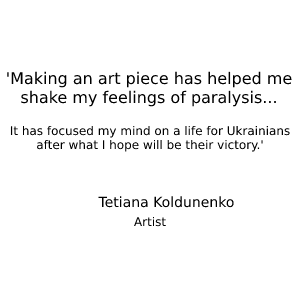 'Making an art piece has helped me
shake my feelings of paralysis...
It has focused my mind on a life for Ukrainians
after what I hope will be their victory.'
Tetiana Koldunenko
Artist